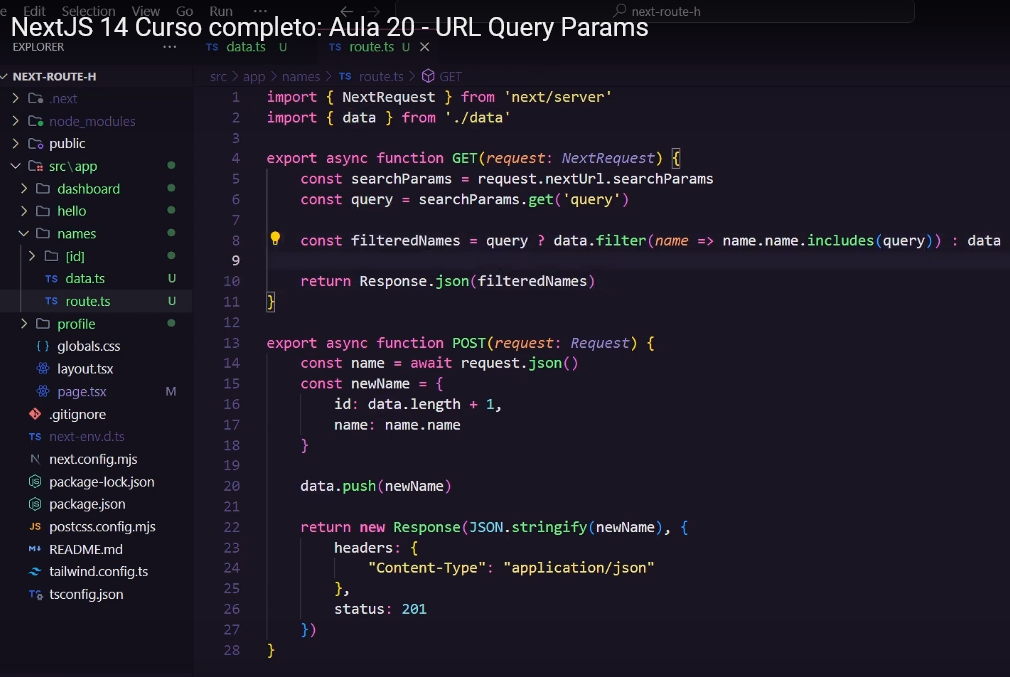 Edit Selection View Go Run ··· ← → next-route-h
NextJS 14 Curso completo: Aula 20 - URL Query Params
EXPLORER ···
TS data.ts U TS route.ts U ×
NEXT-ROUTE-H
.next
node_modules
public
src\app
dashboard
hello
names
[id]
TS data.ts U
TS route.ts U
profile
{} globals.css
layout.tsx
page.tsx M
.gitignore
TS next-env.d.ts
N next.config.mjs
package-lock.json
package.json
JS postcss.config.mjs
M↓ README.md
tailwind.config.ts
tsconfig.json
src > app > names > TS route.ts > GET
1 import { NextRequest } from 'next/server'
2 import { data } from './data'
3
4 export async function GET(request: NextRequest) {
5 const searchParams = request.nextUrl.searchParams
6 const query = searchParams.get('query')
7
8 const filteredNames = query ? data.filter(name => name.name.includes(query)) : data
9
10 return Response.json(filteredNames)
11 }
12
13 export async function POST(request: Request) {
14 const name = await request.json()
15 const newName = {
16 id: data.length + 1,
17 name: name.name
18 }
19
20 data.push(newName)
21
22 return new Response(JSON.stringify(newName), {
23 headers: {
24 "Content-Type": "application/json"
25 },
26 status: 201
27 })
28 }